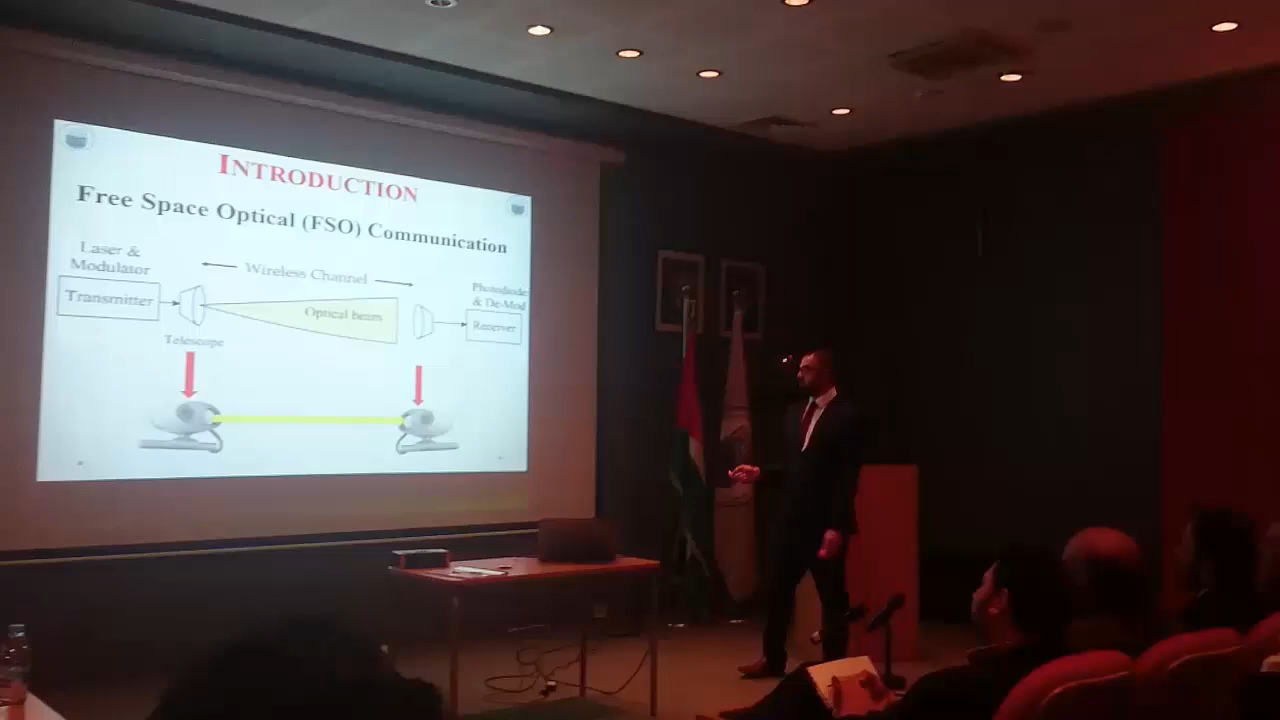 INTRODUCTION
Free Space Optical (FSO) Communication
Laser &
Modulator
Wireless Channel
Photodiode
& De-Mod
Transmitter
Optical beam
Receiver
Telescope